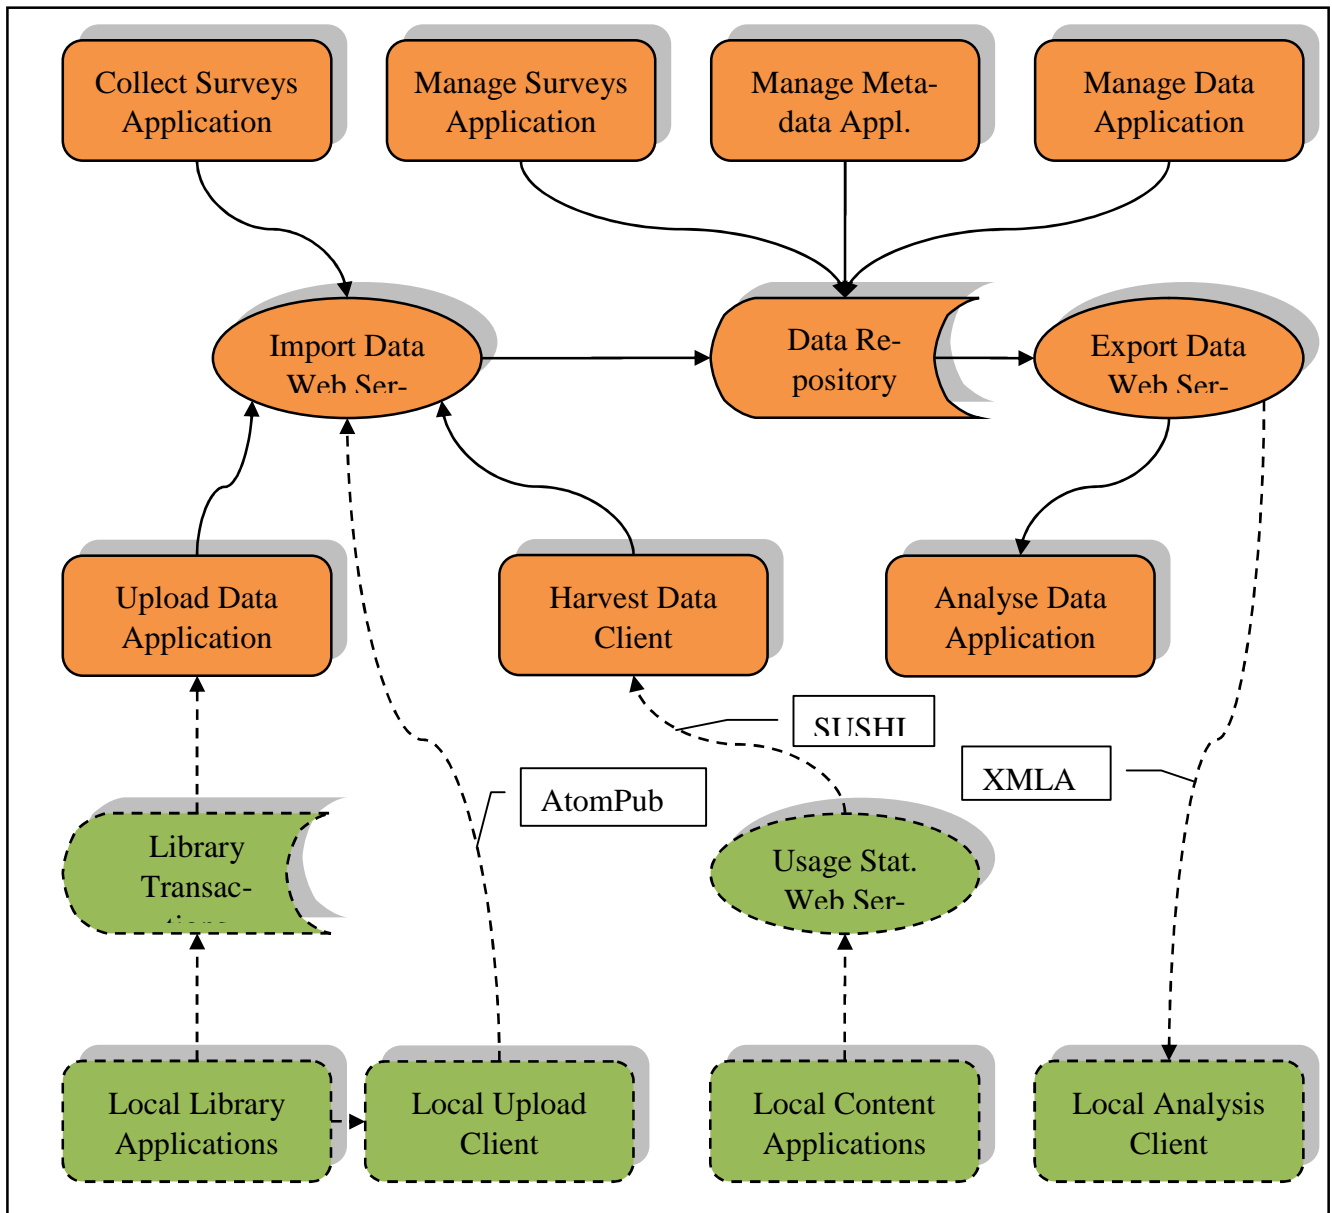 Collect Surveys
Application
Manage Surveys
Application
Manage Meta-
data Appl.
Manage Data
Application
Import Data
Web Ser-
Data Re-
pository
Export Data
Web Ser-
Upload Data
Application
Harvest Data
Client
Analyse Data
Application
SUSHI
XMLA
AtomPub
Library
Transac-
tions
Usage Stat.
Web Ser-
Local Library
Applications
Local Upload
Client
Local Content
Applications
Local Analysis
Client